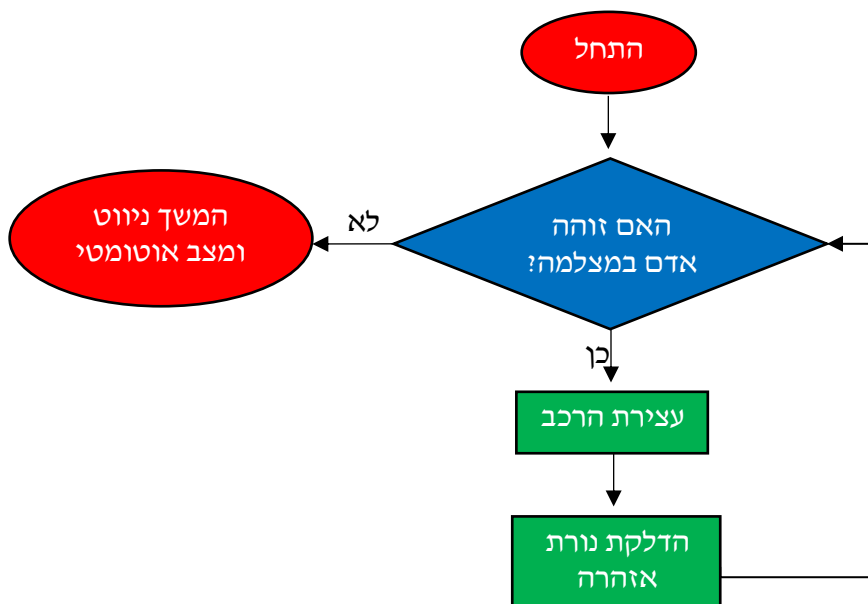 התחל
האם זוהה
אדם במצלמה?
לא
המשך ניווט
ומצב אוטומטי
כן
עצירת הרכב
הדלקת נורת
אזהרה